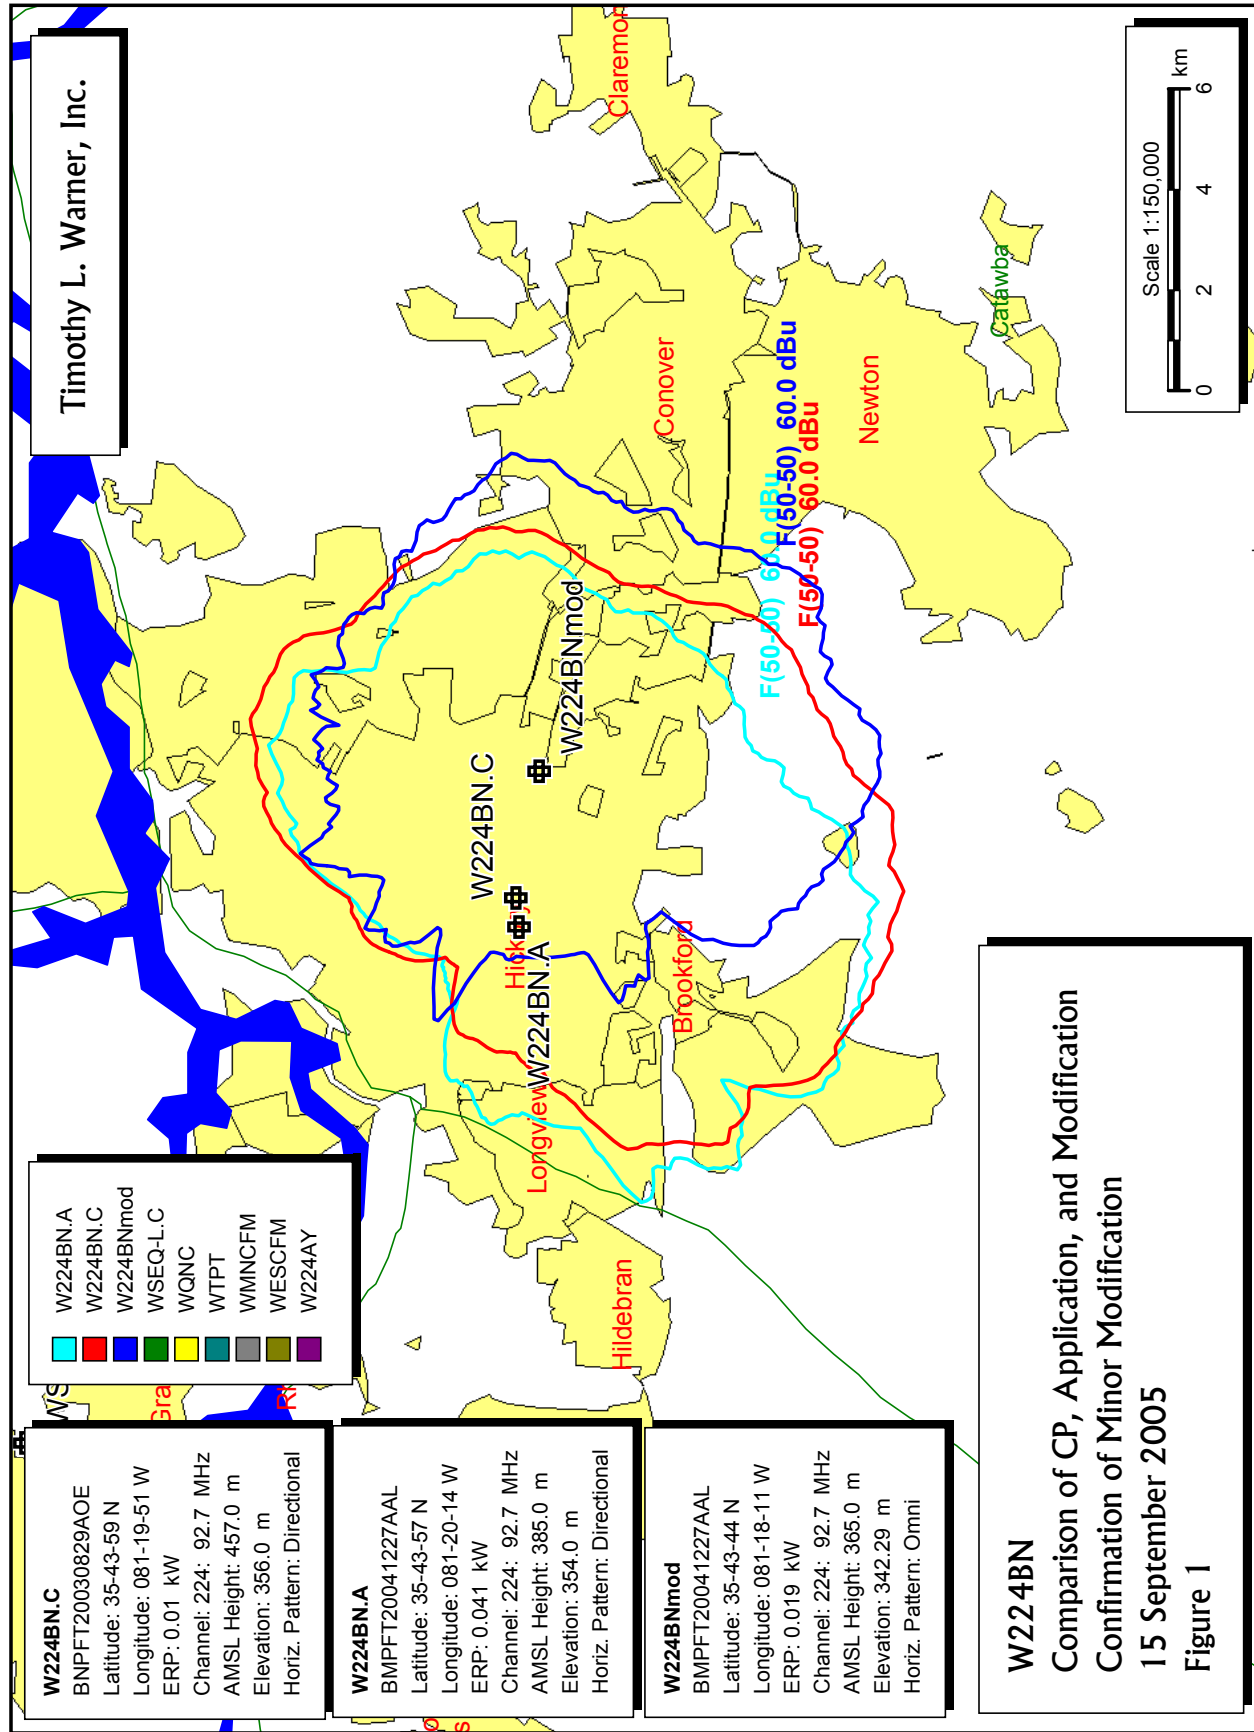 Timothy L. Warner, Inc.
W224BN.C
BNPFT20030829AOE
Latitude: 35-43-59 N
Longitude: 081-19-51 W
ERP: 0.01 kW
Channel: 224: 92.7 MHz
AMSL Height: 457.0 m
Elevation: 356.0 m
Horiz. Pattern: Directional
W224BN.A
BMPFT20041227AAL
Latitude: 35-43-57 N
Longitude: 081-20-14 W
ERP: 0.041 kW
Channel: 224: 92.7 MHz
AMSL Height: 385.0 m
Elevation: 354.0 m
Horiz. Pattern: Directional
W224BNmod
BMPFT20041227AAL
Latitude: 35-43-44 N
Longitude: 081-18-11 W
ERP: 0.019 kW
Channel: 224: 92.7 MHz
AMSL Height: 365.0 m
Elevation: 342.29 m
Horiz. Pattern: Omni
W224BN.A
W224BN.C
W224BNmod
WSEQ-L.C
WQNC
WTPT
WMNCFM
WESCFM
W224AY
WS
Gra
Rh
Hildebran
Longview
W224BN.A
W224BN.C
W224BNmod
Brookford
Conover
Claremon
Newton
Catawba
F(50-50) 60.0 dBu
F(50-50) 60.0 dBu
F(50-50) 60.0 dBu
Scale 1:150,000
0 2 4 6
km
W224BN
Comparison of CP, Application, and Modification
Confirmation of Minor Modification
15 September 2005
Figure 1